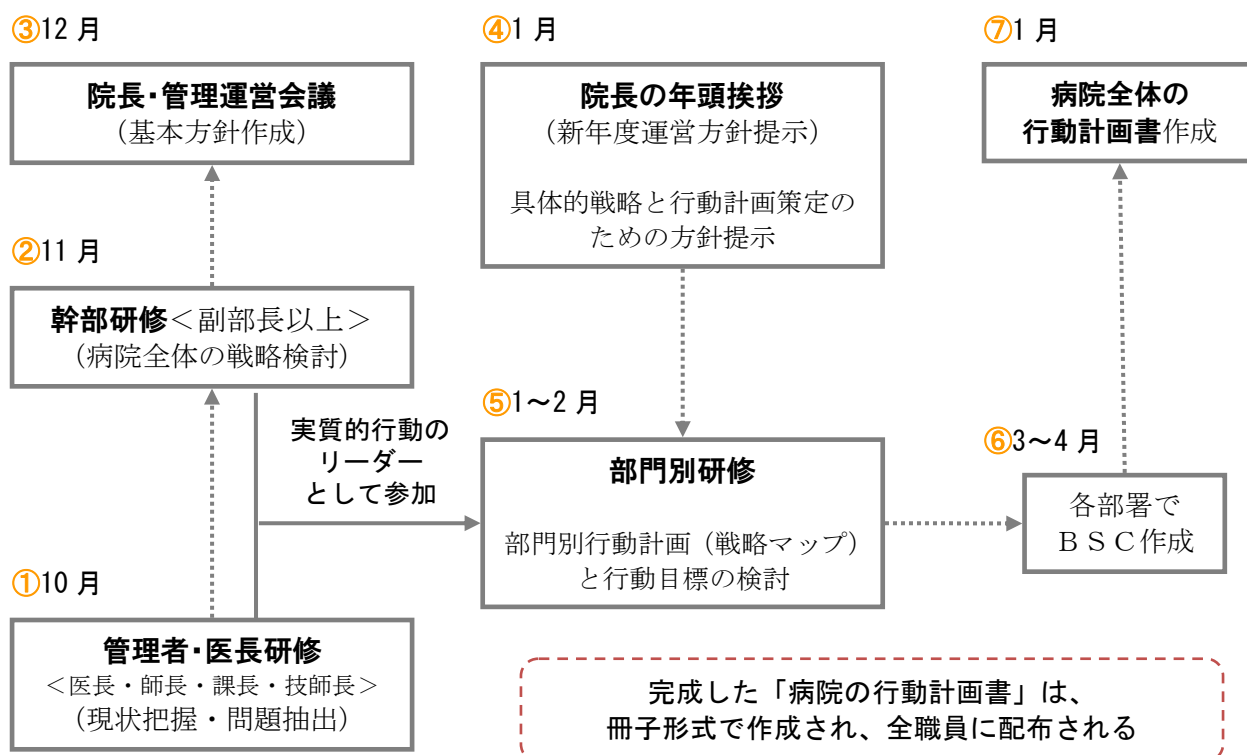 ③12 月
院長・管理運営会議
（基本方針作成）
②11 月
幹部研修＜副部長以上＞
（病院全体の戦略検討）
実質的行動の
リーダー
として参加
①10 月
管理者・医長研修
＜医長・師長・課長・技師長＞
（現状把握・問題抽出）
④1 月
院長の年頭挨拶
（新年度運営方針提示）
具体的戦略と行動計画策定の
ための方針提示
⑤1～2 月
部門別研修
部門別行動計画（戦略マップ）
と行動目標の検討
⑥3～4 月
各部署で
ＢＳＣ作成
⑦1 月
病院全体の
行動計画書作成
完成した「病院の行動計画書」は、
冊子形式で作成され、全職員に配布される